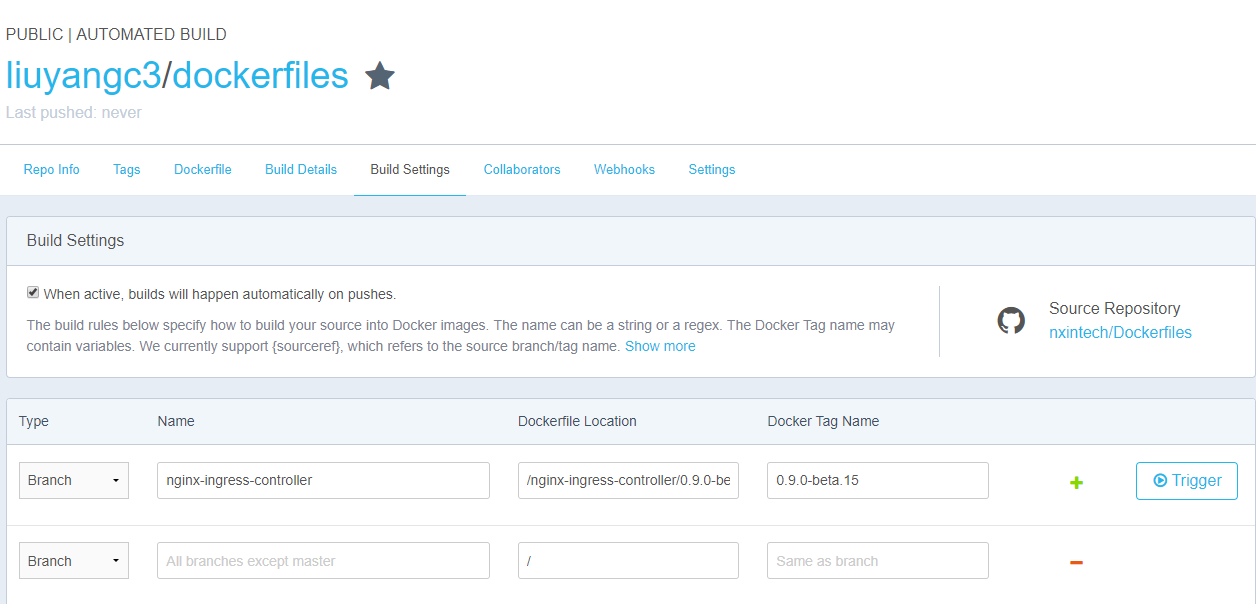 PUBLIC | AUTOMATED BUILD
liuyangc3/dockerfiles
Last pushed: never
Repo Info Tags Dockerfile Build Details Build Settings Collaborators Webhooks Settings
Build Settings
When active, builds will happen automatically on pushes.
The build rules below specify how to build your source into Docker images. The name can be a string or a regex. The Docker Tag name may
contain variables. We currently support {sourceref}, which refers to the source branch/tag name. Show more
Source Repository
nxintech/Dockerfiles
Type Name Dockerfile Location Docker Tag Name
Branch nginx-ingress-controller /nginx-ingress-controller/0.9.0-be 0.9.0-beta.15 Trigger
Branch All branches except master / Same as branch